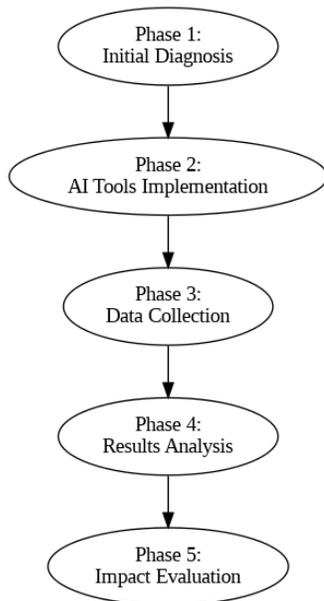 Phase 1:
Initial Diagnosis
Phase 2:
AI Tools Implementation
Phase 3:
Data Collection
Phase 4:
Results Analysis
Phase 5:
Impact Evaluation